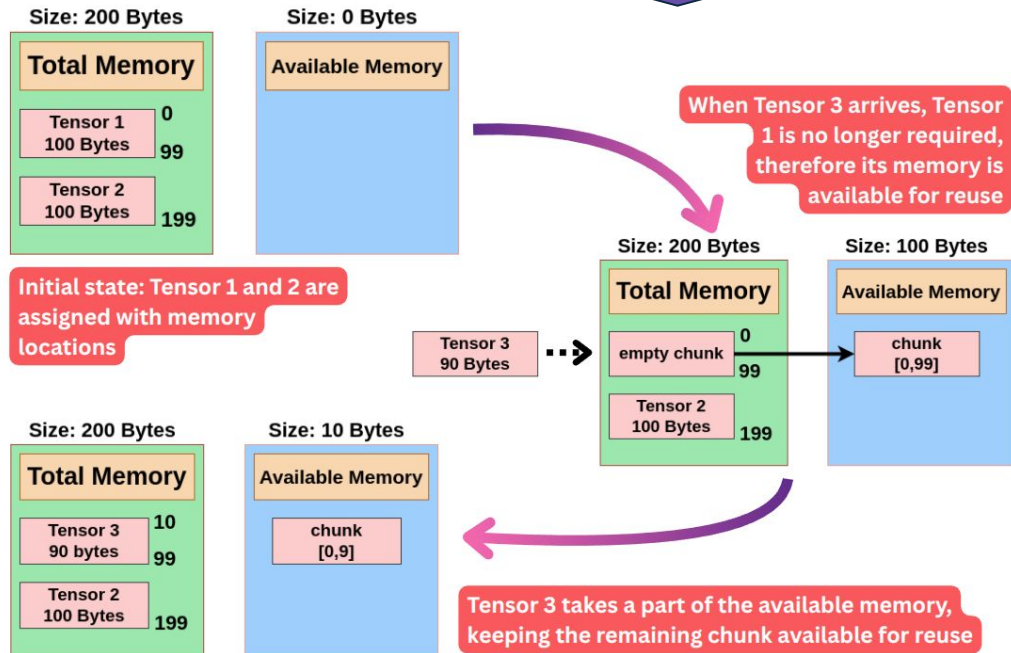 Size: 200 Bytes
Size: 0 Bytes
Total Memory
Available Memory
Tensor 1
100 Bytes
0
99
Tensor 2
100 Bytes
199
Initial state: Tensor 1 and 2 are
assigned with memory
locations
When Tensor 3 arrives, Tensor
1 is no longer required,
therefore its memory is
available for reuse
Size: 200 Bytes
Size: 100 Bytes
Total Memory
Available Memory
Tensor 3
90 Bytes
empty chunk
0
99
chunk
[0,99]
Tensor 2
100 Bytes
199
Size: 200 Bytes
Size: 10 Bytes
Total Memory
Available Memory
Tensor 3
90 bytes
10
99
chunk
[0,9]
Tensor 2
100 Bytes
199
Tensor 3 takes a part of the available memory,
keeping the remaining chunk available for reuse